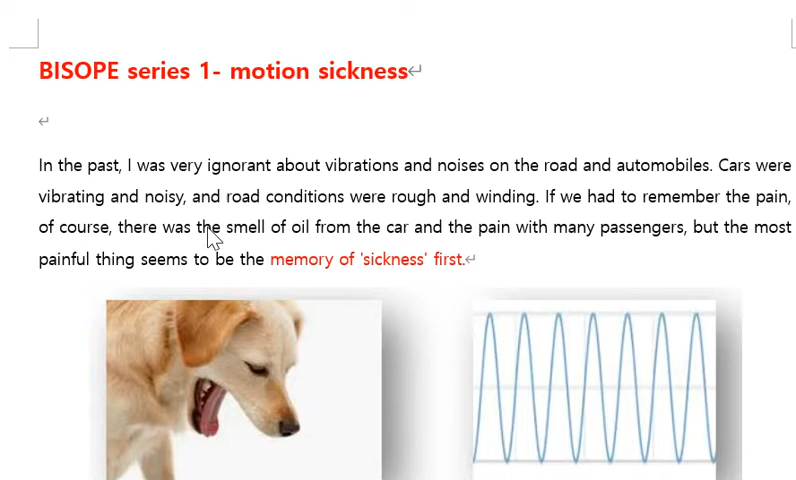 BISOPE series 1- motion sickness
In the past, I was very ignorant about vibrations and noises on the road and automobiles. Cars were
vibrating and noisy, and road conditions were rough and winding. If we had to remember the pain,
of course, there was the smell of oil from the car and the pain with many passengers, but the most
painful thing seems to be the memory of 'sickness' first.